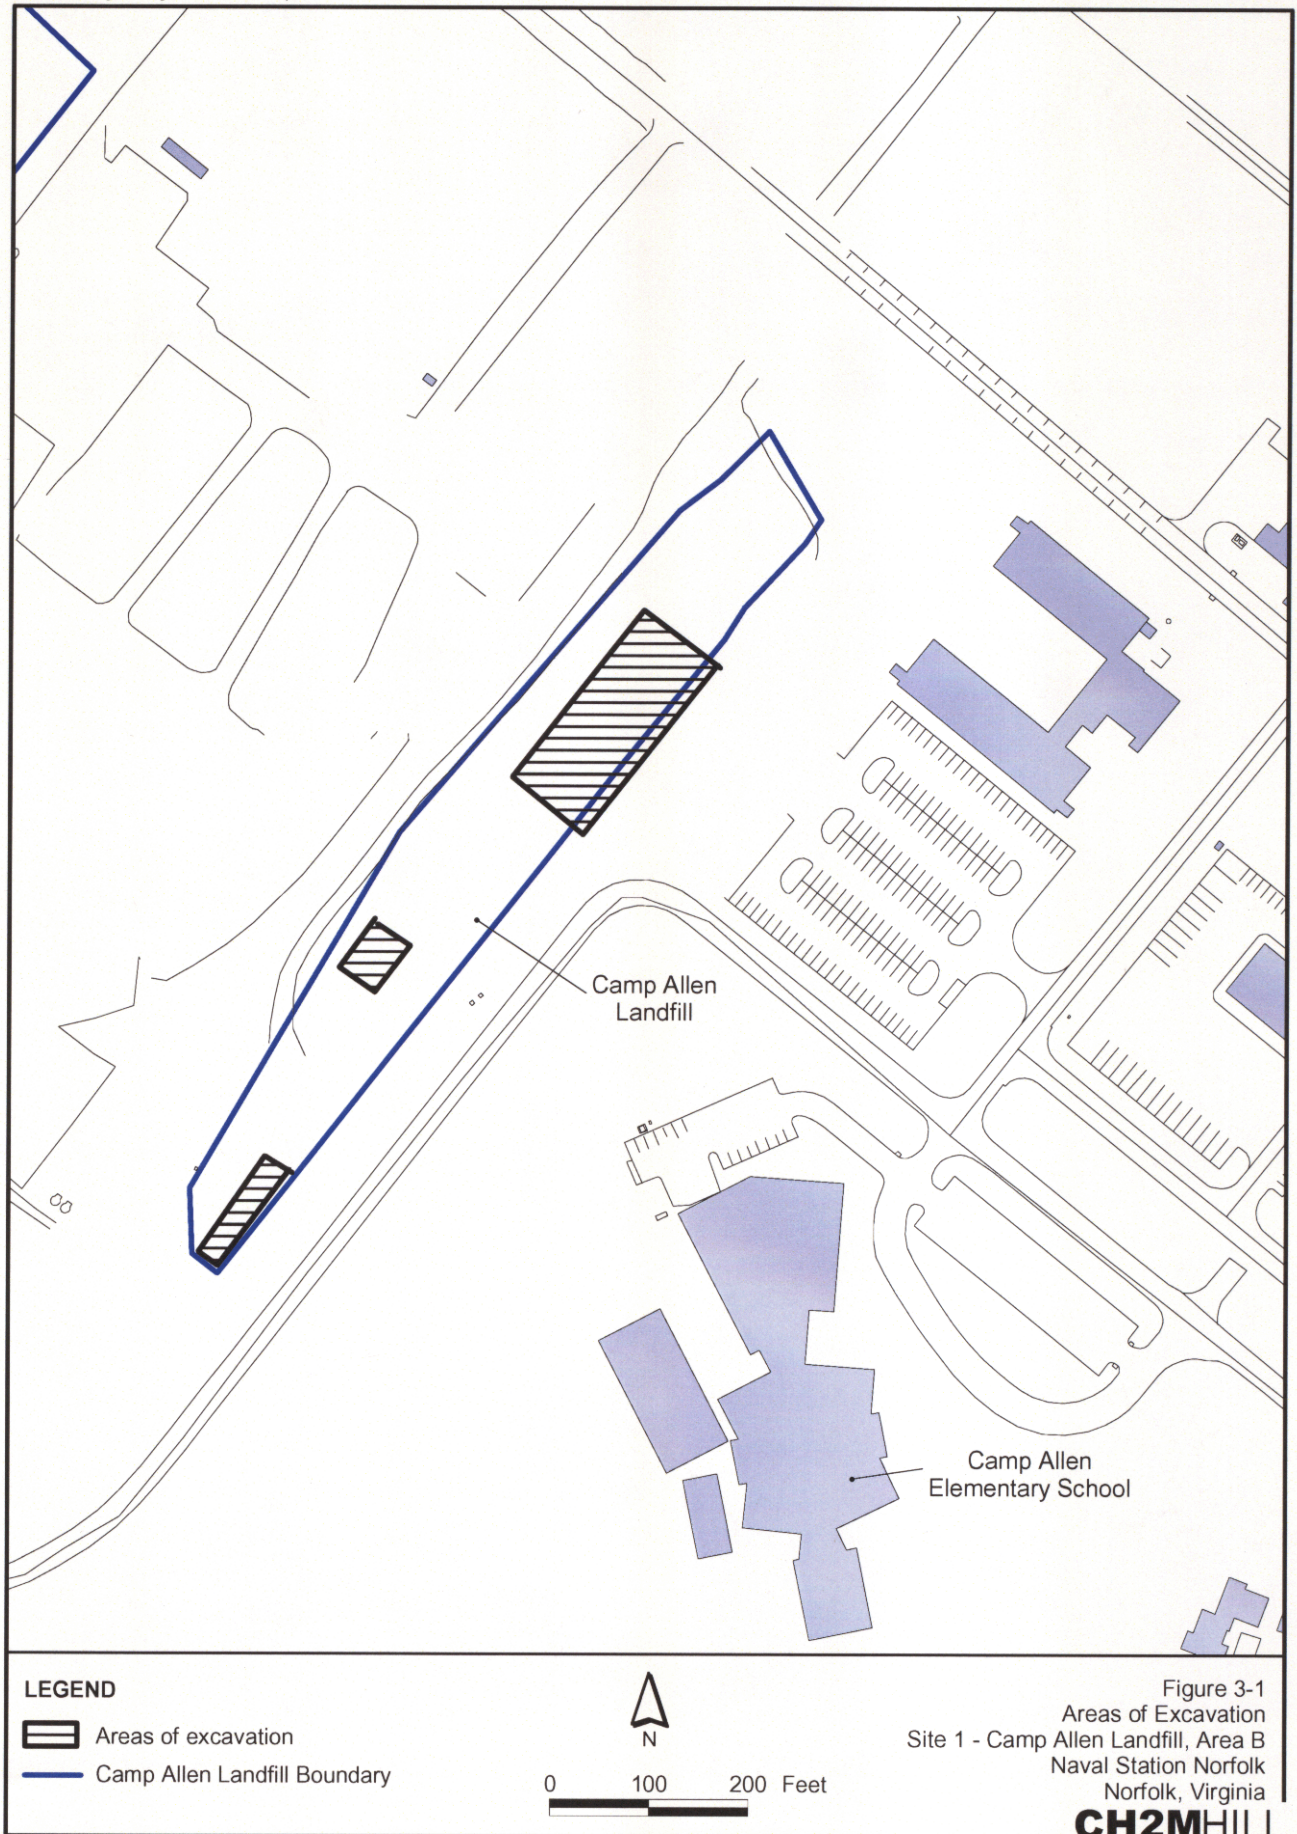 Camp Allen
Landfill
Camp Allen
Elementary School
LEGEND
Areas of excavation
Camp Allen Landfill Boundary
N
0 100 200 Feet
Figure 3-1
Areas of Excavation
Site 1 - Camp Allen Landfill, Area B
Naval Station Norfolk
Norfolk, Virginia
CH2MHILL